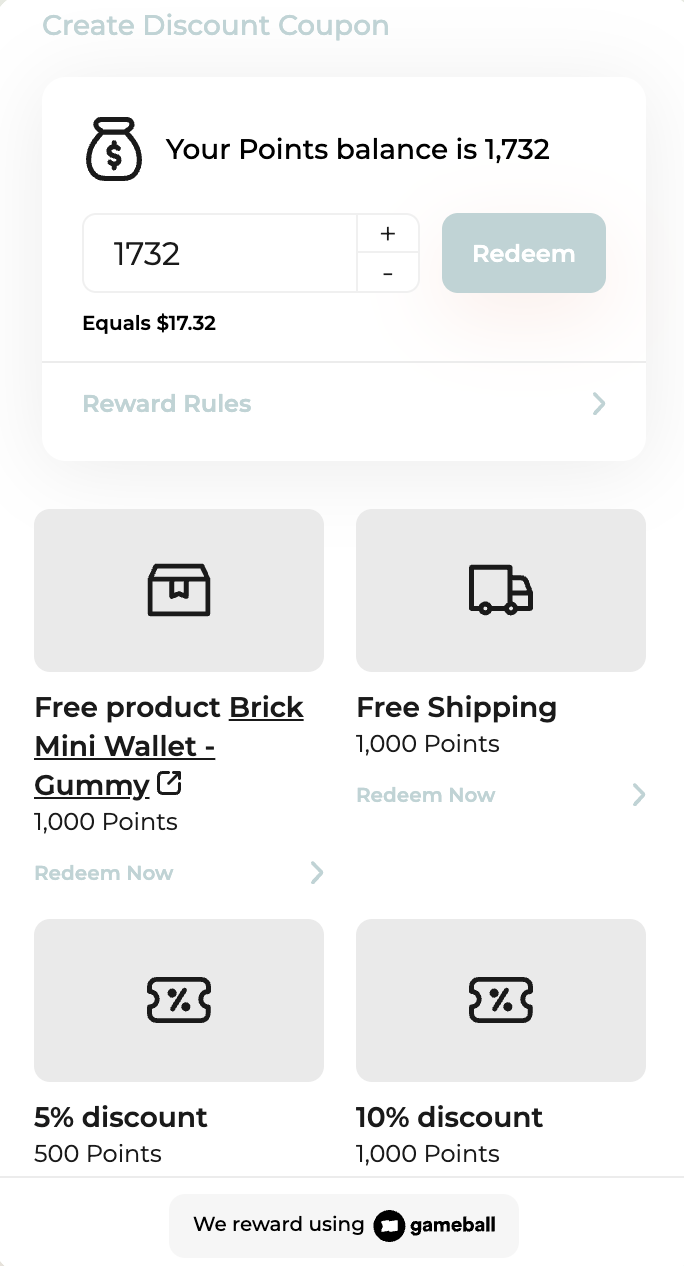 Create Discount Coupon
$
Your Points balance is 1,732
1732
+
-
Redeem
Equals $17.32
Reward Rules
Free product Brick
Mini Wallet -
Gummy
1,000 Points
Redeem Now
Free Shipping
1,000 Points
Redeem Now
%
5% discount
500 Points
%
10% discount
1,000 Points
We reward using gameball